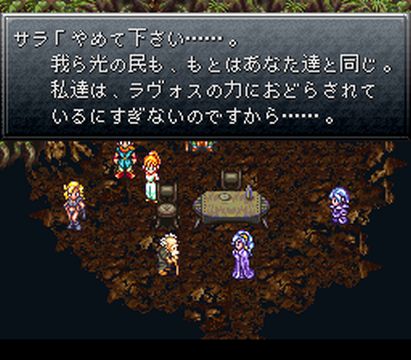 サラ「やめて下さい……。
我ら光の民も、もとはあなた達と同じ。
私達は、ラヴォスの力におどらされて
いるにすぎないのですから……。